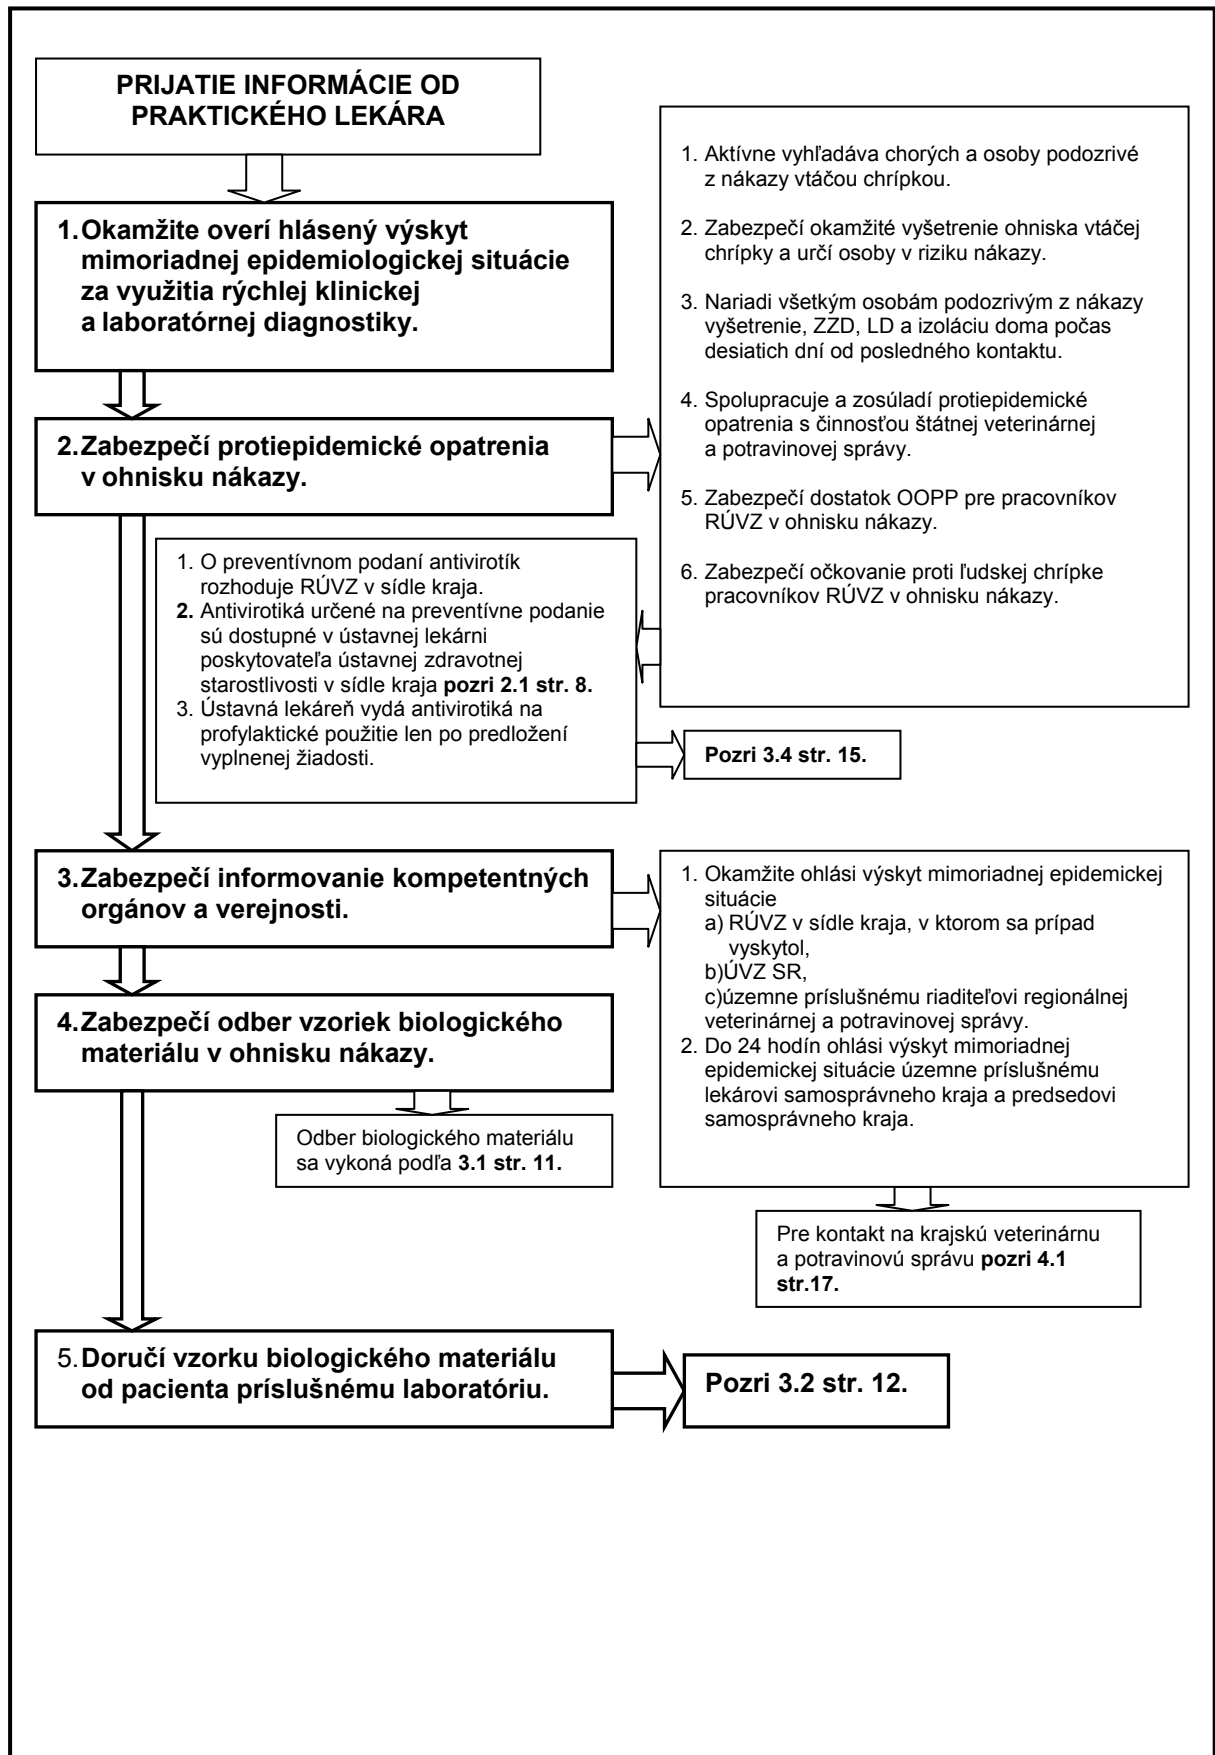 PRIJATIE INFORMÁCIE OD
PRAKTICKÉHO LEKÁRA
1. Okamžite overí hlásený výskyt
mimoriadnej epidemiologickej situácie
za využitia rýchlej klinickej
a laboratórnej diagnostiky.
2. Zabezpečí protiepidemické opatrenia
v ohnisku nákazy.
1. Aktívne vyhľadáva chorých a osoby podozrivé
z nákazy vtáčou chrípkou.
2. Zabezpečí okamžité vyšetrenie ohniska vtáčej
chrípky a určí osoby v riziku nákazy.
3. Nariadi všetkým osobám podozrivým z nákazy
vyšetrenie, ZZD, LD a izoláciu doma počas
desiatich dní od posledného kontaktu.
4. Spolupracuje a zosúladí protiepidemické
opatrenia s činnosťou štátnej veterinárnej
a potravinovej správy.
5. Zabezpečí dostatok OOPP pre pracovníkov
RÚVZ v ohnisku nákazy.
6. Zabezpečí očkovanie proti ľudskej chrípke
pracovníkov RÚVZ v ohnisku nákazy.
1. O preventívnom podaní antivirotík
rozhoduje RÚVZ v sídle kraja.
2. Antivirotiká určené na preventívne podanie
sú dostupné v ústavnej lekárni
poskytovateľa ústavnej zdravotnej
starostlivosti v sídle kraja pozri 2.1 str. 8.
3. Ústavná lekáreň vydá antivirotiká na
profylaktické použitie len po predložení
vyplnenej žiadosti.
Pozri 3.4 str. 15.
3. Zabezpečí informovanie kompetentných
orgánov a verejnosti.
1. Okamžite ohlási výskyt mimoriadnej epidemickej
situácie
a) RÚVZ v sídle kraja, v ktorom sa prípad
vyskytol,
b)ÚVZ SR,
c)územne príslušnému riaditeľovi regionálnej
veterinárnej a potravinovej správy.
2. Do 24 hodín ohlási výskyt mimoriadnej
epidemickej situácie územne príslušnému
lekárovi samosprávneho kraja a predsedovi
samosprávneho kraja.
4. Zabezpečí odber vzoriek biologického
materiálu v ohnisku nákazy.
Odber biologického materiálu
sa vykoná podľa 3.1 str. 11.
Pre kontakt na krajskú veterinárnu
a potravinovú správu pozri 4.1
str.17.
5. Doručí vzorku biologického materiálu
od pacienta príslušnému laboratóriu.
Pozri 3.2 str. 12.